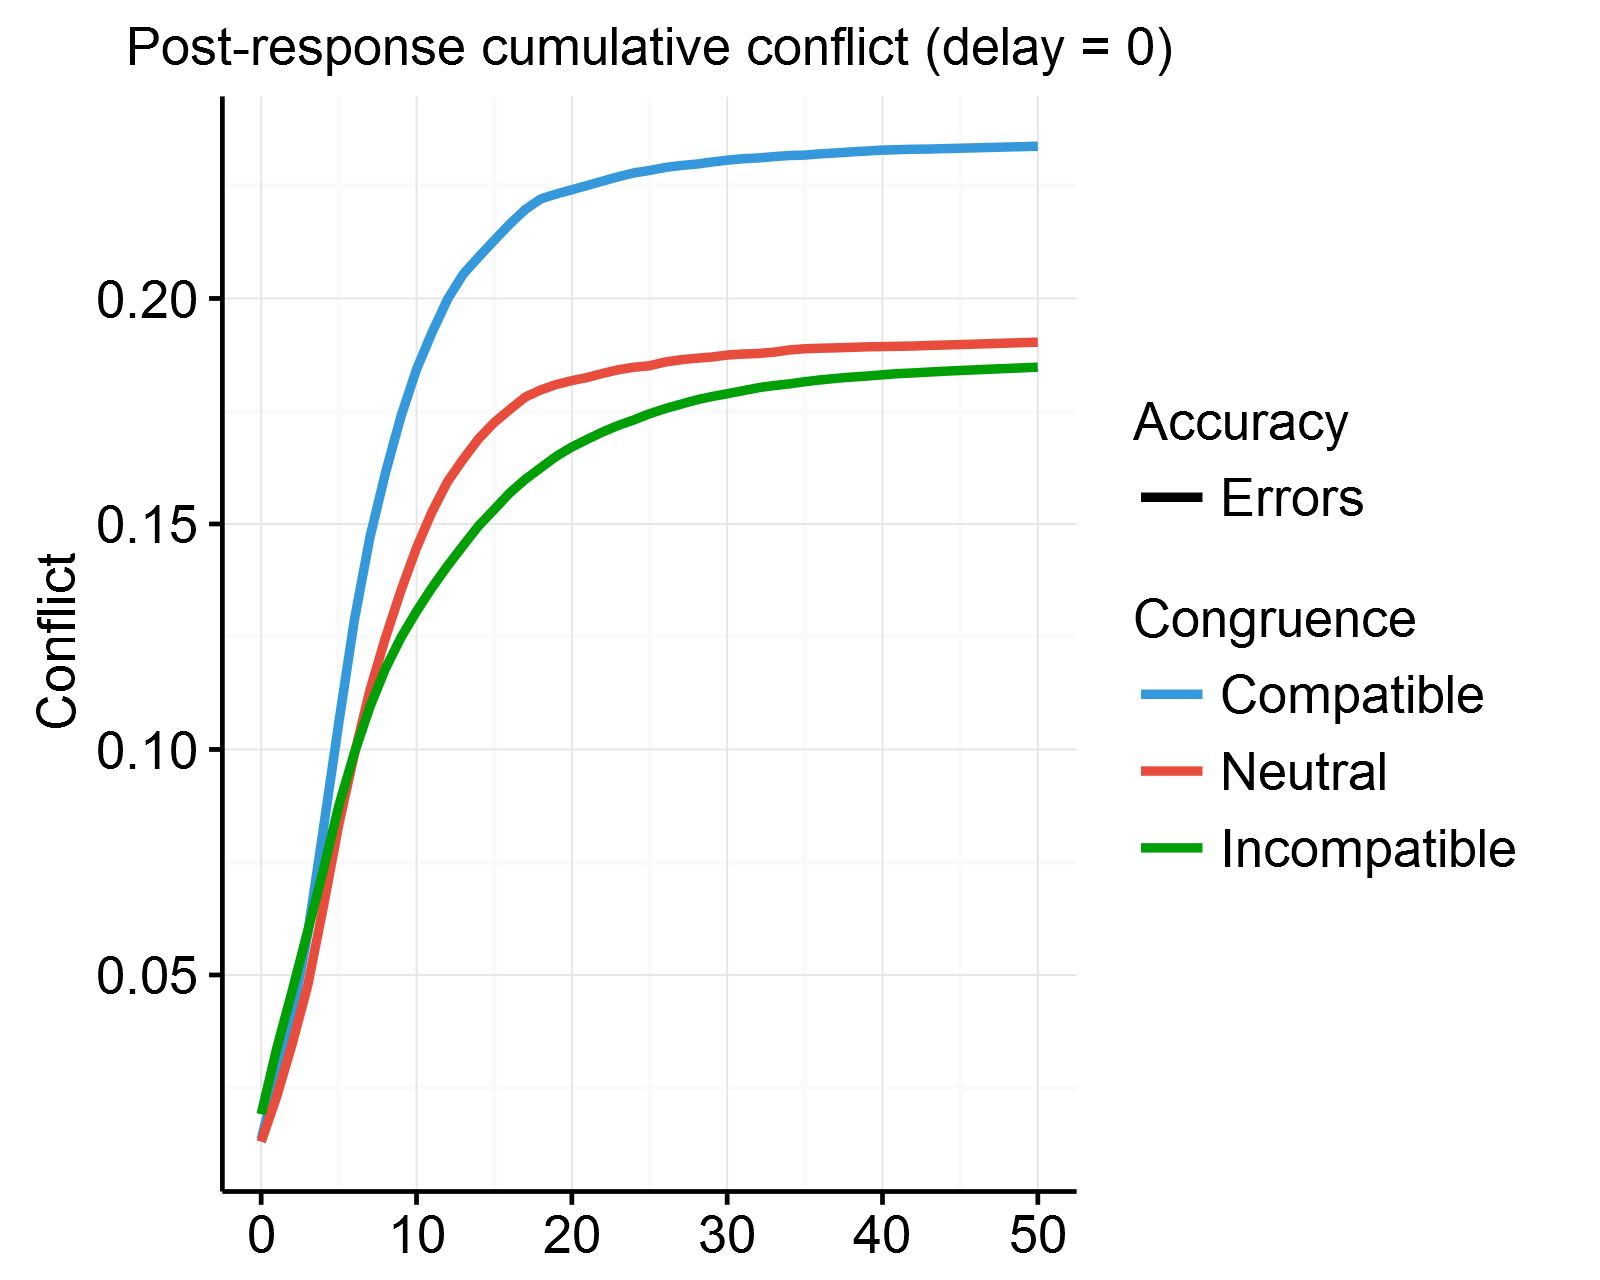 Post-response cumulative conflict (delay = 0)
Conflict
0.20
0.15
0.10
0.05
0 10 20 30 40 50
Accuracy
Errors
Congruence
Compatible
Neutral
Incompatible